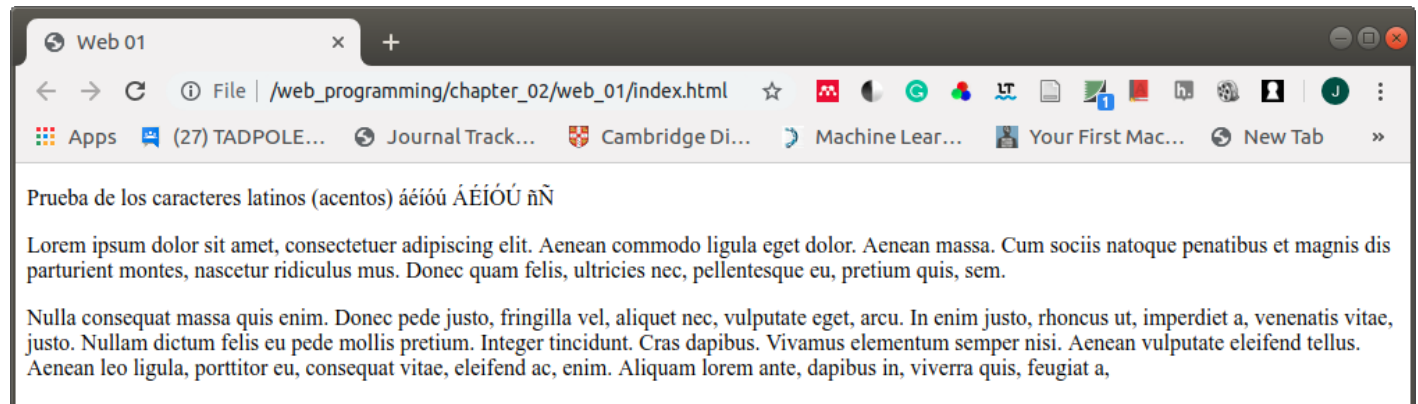 Web 01
File | /web_programming/chapter_02/web_01/index.html
LT 1 h. J
Apps (27) TADPOLE... Journal Track... Cambridge Di... Machine Lear... Your First Mac... New Tab »
Prueba de los caracteres latinos (acentos) áéíóú ÁÉÍÓÚ ñÑ
Lorem ipsum dolor sit amet, consectetuer adipiscing elit. Aenean commodo ligula eget dolor. Aenean massa. Cum sociis natoque penatibus et magnis dis
parturient montes, nascetur ridiculus mus. Donec quam felis, ultricies nec, pellentesque eu, pretium quis, sem.
Nulla consequat massa quis enim. Donec pede justo, fringilla vel, aliquet nec, vulputate eget, arcu. In enim justo, rhoncus ut, imperdiet a, venenatis vitae,
justo. Nullam dictum felis eu pede mollis pretium. Integer tincidunt. Cras dapibus. Vivamus elementum semper nisi. Aenean vulputate eleifend tellus.
Aenean leo ligula, porttitor eu, consequat vitae, eleifend ac, enim. Aliquam lorem ante, dapibus in, viverra quis, feugiat a,